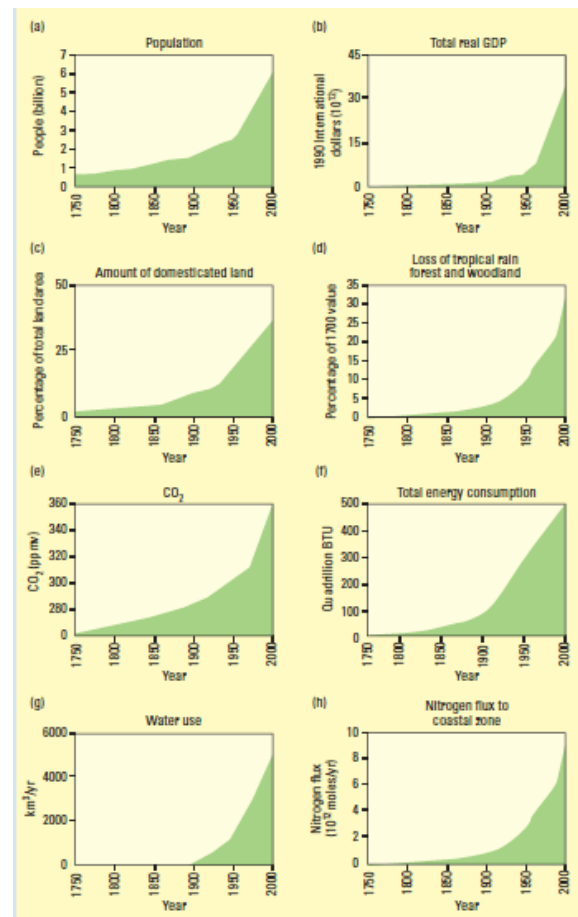 (a)
Population
People (billion)
7
6
5
4
3
2
1
0
1750 1800 1850 1900 1950 2000
Year
(b)
Total real GDP
1990 International
dollars (10¹²)
45
30
15
0
1750 1800 1850 1900 1950 2000
Year
(c)
Amount of domesticated land
Percentage of total land area
50
25
0
1750 1800 1850 1900 1950 2000
Year
(d)
Loss of tropical rain
forest and woodland
Percentage of 1700 value
35
30
25
20
15
10
5
0
1750 1800 1850 1900 1950 2000
Year
(e)
CO₂
CO₂ (ppmv)
360
340
320
300
280
0
1750 1800 1850 1900 1950 2000
Year
(f)
Total energy consumption
Quadrillion BTU
500
400
300
200
100
0
1750 1800 1850 1900 1950 2000
Year
(g)
Water use
km³/yr
6000
4000
2000
0
1750 1800 1850 1900 1950 2000
Year
(h)
Nitrogen flux to
coastal zone
Nitrogen flux
(10¹² moles/yr)
10
8
6
4
2
0
1750 1800 1850 1900 1950 2000
Year